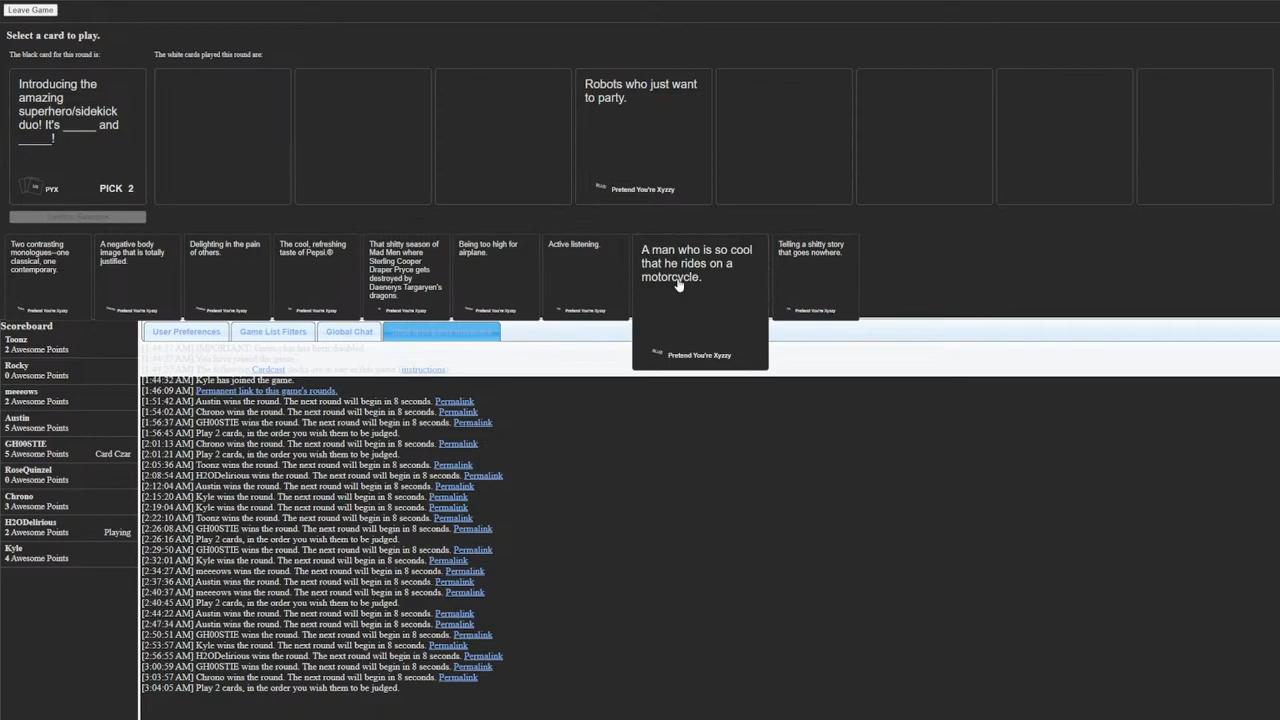 Leave Game
Select a card to play.
The black card for this round is:
The white cards played this round are:
Introducing the
amazing
superhero/sidekick
duo! It's _____ and
_____!
PYX
PICK 2
Robots who just want
to party.
BLUE
Pretend You're Xyzzy
Two contrasting
monologues–one
classical, one
contemporary.
Pretend You're Xyzzy
A negative body
image that is totally
justified.
Pretend You're Xyzzy
Delighting in the pain
of others.
Pretend You're Xyzzy
The cool, refreshing
taste of Pepsi.®
Pretend You're Xyzzy
That shitty season of
Mad Men where
Sterling Cooper
Draper Pryce gets
destroyed by
Daenerys Targaryen's
dragons.
Pretend You're Xyzzy
Being too high for
airplane.
Pretend You're Xyzzy
Active listening.
Pretend You're Xyzzy
A man who is so cool
that he rides on a
motorcycle.
BLUE
Pretend You're Xyzzy
Telling a shitty story
that goes nowhere.
Pretend You're Xyzzy
Scoreboard
Toonz
2 Awesome Points
Rocky
0 Awesome Points
meeeows
2 Awesome Points
Austin
5 Awesome Points
GH00STIE
5 Awesome Points Card Czar
RoseQuinzel
0 Awesome Points
Chrono
3 Awesome Points
H2ODelirious
2 Awesome Points Playing
Kyle
4 Awesome Points
User Preferences
Game List Filters
Global Chat
[1:44:27 AM] IMPORTANT: Game chat has been disabled.
[1:44:27 AM] You have joined the game.
The following Cardcast decks are in use in this game (instructions
[1:44:32 AM] Kyle has joined the game.
[1:46:09 AM] Permanent link to this game's rounds.
[1:51:42 AM] Austin wins the round. The next round will begin in 8 seconds. Permalink
[1:54:02 AM] Chrono wins the round. The next round will begin in 8 seconds. Permalink
[1:56:37 AM] GH00STIE wins the round. The next round will begin in 8 seconds. Permalink
[1:56:45 AM] Play 2 cards, in the order you wish them to be judged.
[2:01:13 AM] Chrono wins the round. The next round will begin in 8 seconds. Permalink
[2:01:21 AM] Play 2 cards, in the order you wish them to be judged.
[2:05:36 AM] Toonz wins the round. The next round will begin in 8 seconds. Permalink
[2:08:54 AM] H2ODelirious wins the round. The next round will begin in 8 seconds. Permalink
[2:12:04 AM] Austin wins the round. The next round will begin in 8 seconds. Permalink
[2:15:20 AM] Kyle wins the round. The next round will begin in 8 seconds. Permalink
[2:19:04 AM] Kyle wins the round. The next round will begin in 8 seconds. Permalink
[2:22:10 AM] Toonz wins the round. The next round will begin in 8 seconds. Permalink
[2:26:08 AM] GH00STIE wins the round. The next round will begin in 8 seconds. Permalink
[2:26:16 AM] Play 2 cards, in the order you wish them to be judged.
[2:29:50 AM] GH00STIE wins the round. The next round will begin in 8 seconds. Permalink
[2:32:01 AM] Kyle wins the round. The next round will begin in 8 seconds. Permalink
[2:34:27 AM] meeeows wins the round. The next round will begin in 8 seconds. Permalink
[2:37:36 AM] Austin wins the round. The next round will begin in 8 seconds. Permalink
[2:40:37 AM] meeeows wins the round. The next round will begin in 8 seconds. Permalink
[2:40:45 AM] Play 2 cards, in the order you wish them to be judged.
[2:44:22 AM] Austin wins the round. The next round will begin in 8 seconds. Permalink
[2:47:34 AM] Austin wins the round. The next round will begin in 8 seconds. Permalink
[2:50:51 AM] GH00STIE wins the round. The next round will begin in 8 seconds. Permalink
[2:53:57 AM] Kyle wins the round. The next round will begin in 8 seconds. Permalink
[2:56:55 AM] H2ODelirious wins the round. The next round will begin in 8 seconds. Permalink
[3:00:59 AM] GH00STIE wins the round. The next round will begin in 8 seconds. Permalink
[3:03:57 AM] Chrono wins the round. The next round will begin in 8 seconds. Permalink
[3:04:05 AM] Play 2 cards, in the order you wish them to be judged.